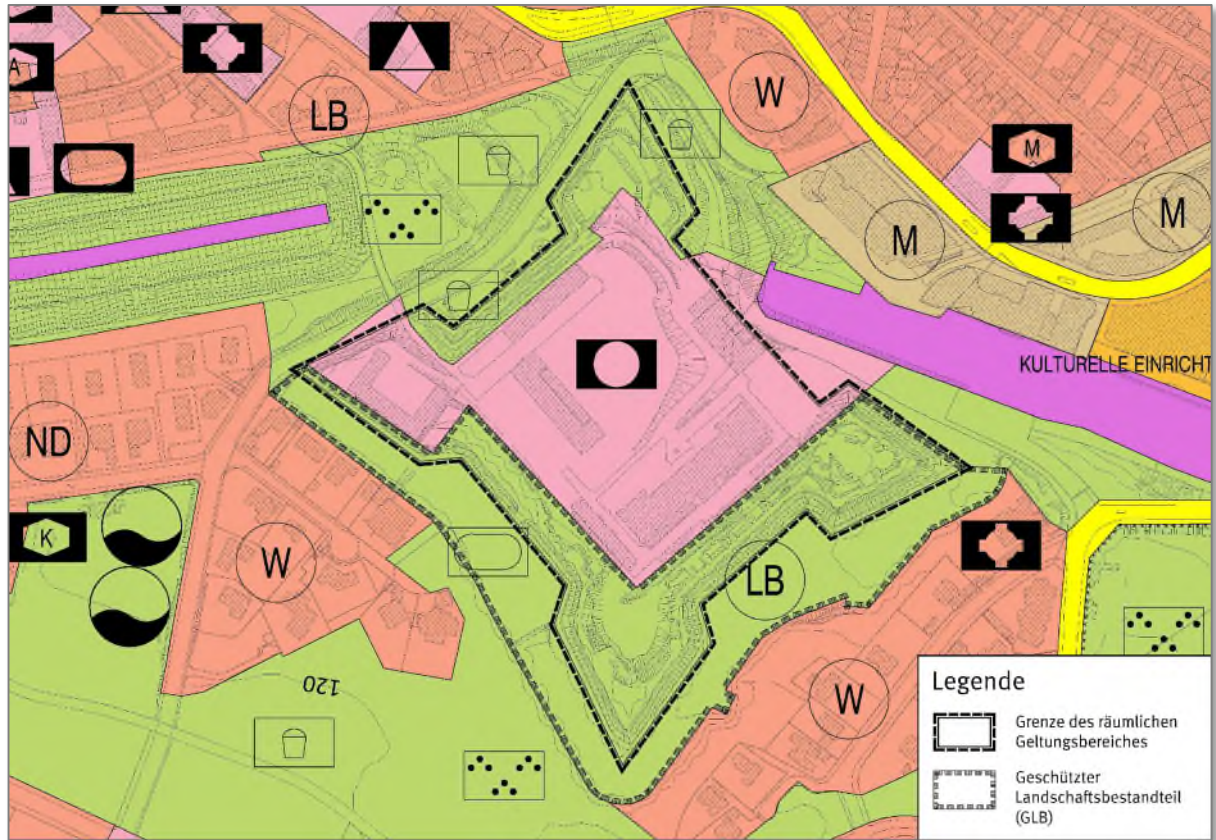 A
LB
W
M
M
M
KULTURELLE EINRICHT
ND
K
W
LB
120
W
Legende
Grenze des räumlichen
Geltungsbereiches
Geschützter
Landschaftsbestandteil
(GLB)